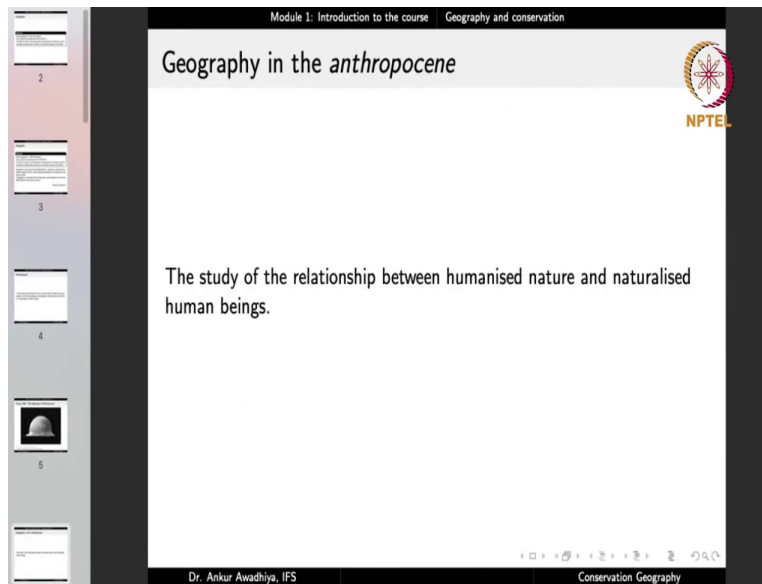 Module 1: Introduction to the course Geography and conservation
Geography in the anthropocene
NPTEL
The study of the relationship between humanised nature and naturalised
human beings.
Dr. Ankur Awadhiya, IFS Conservation Geography
2
3
4
5